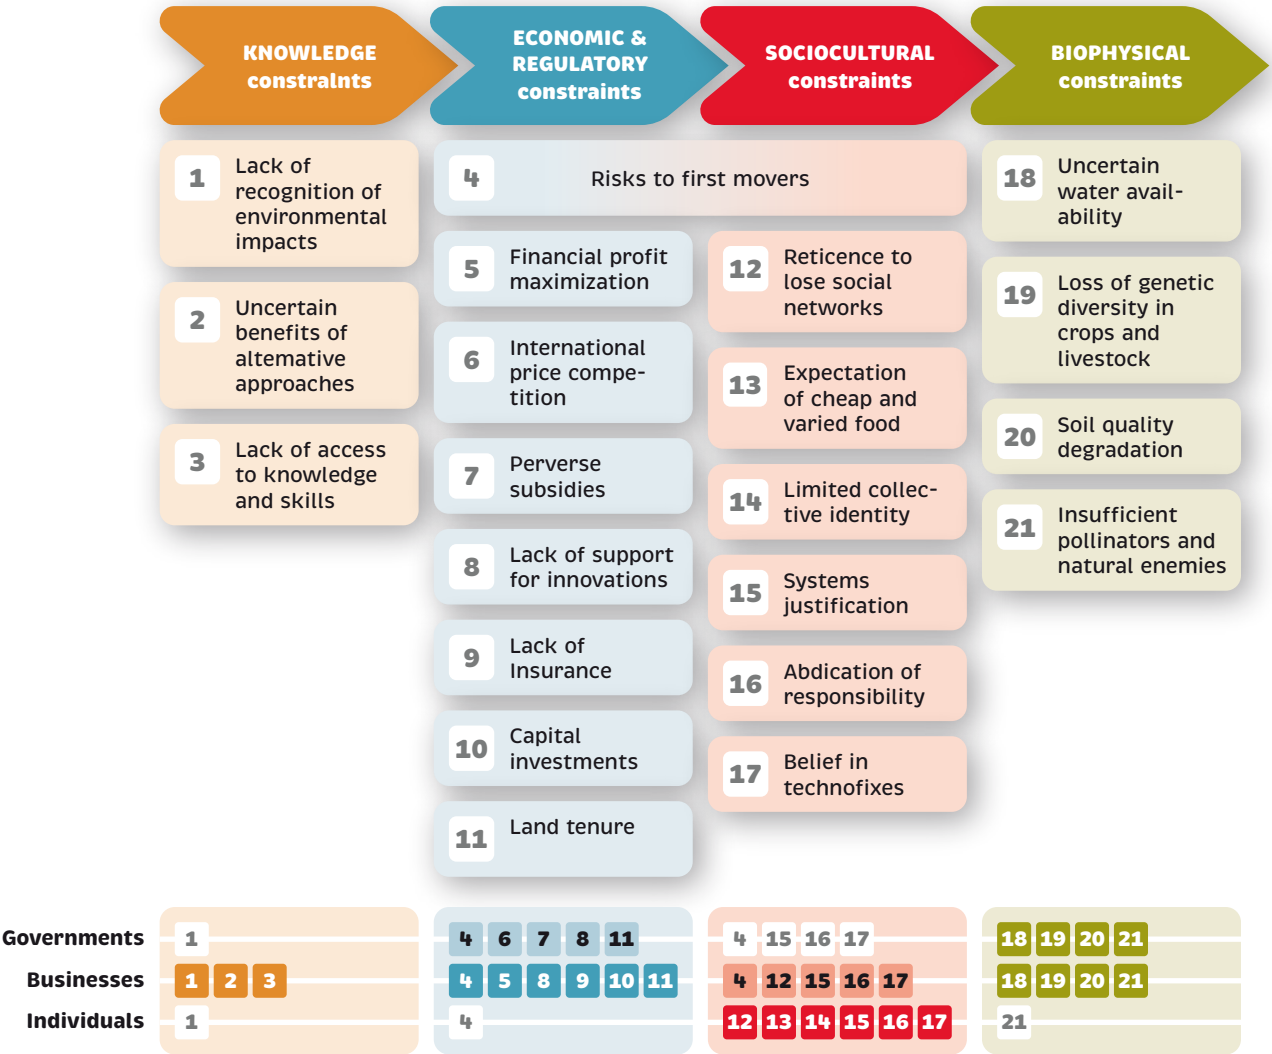 KNOWLEDGE
constralnts
ECONOMIC &
REGULATORY
constraints
SOCIOCULTURAL
constraints
BIOPHYSICAL
constraints
1
Lack of
recognition of
environmental
impacts
2
Uncertain
benefits of
altemative
approaches
3
Lack of access
to knowledge
and skills
4
Risks to first movers
5
Financial profit
maximization
6
International
price compe-
tition
7
Perverse
subsidies
8
Lack of support
for innovations
9
Lack of
Insurance
10
Capital
investments
11
Land tenure
12
Reticence to
lose social
networks
13
Expectation
of cheap and
varied food
14
Limited collec-
tive identity
15
Systems
justification
16
Abdication of
responsibility
17
Belief in
technofixes
18
Uncertain
water avail-
ability
19
Loss of genetic
diversity in
crops and
livestock
20
Soil quality
degradation
21
Insufficient
pollinators and
natural enemies
Governments 1 4 6 7 8 11 4 15 16 17 18 19 20 21
Businesses 1 2 3 4 5 8 9 10 11 4 12 15 16 17 18 19 20 21
Individuals 1 4 12 13 14 15 16 17 21